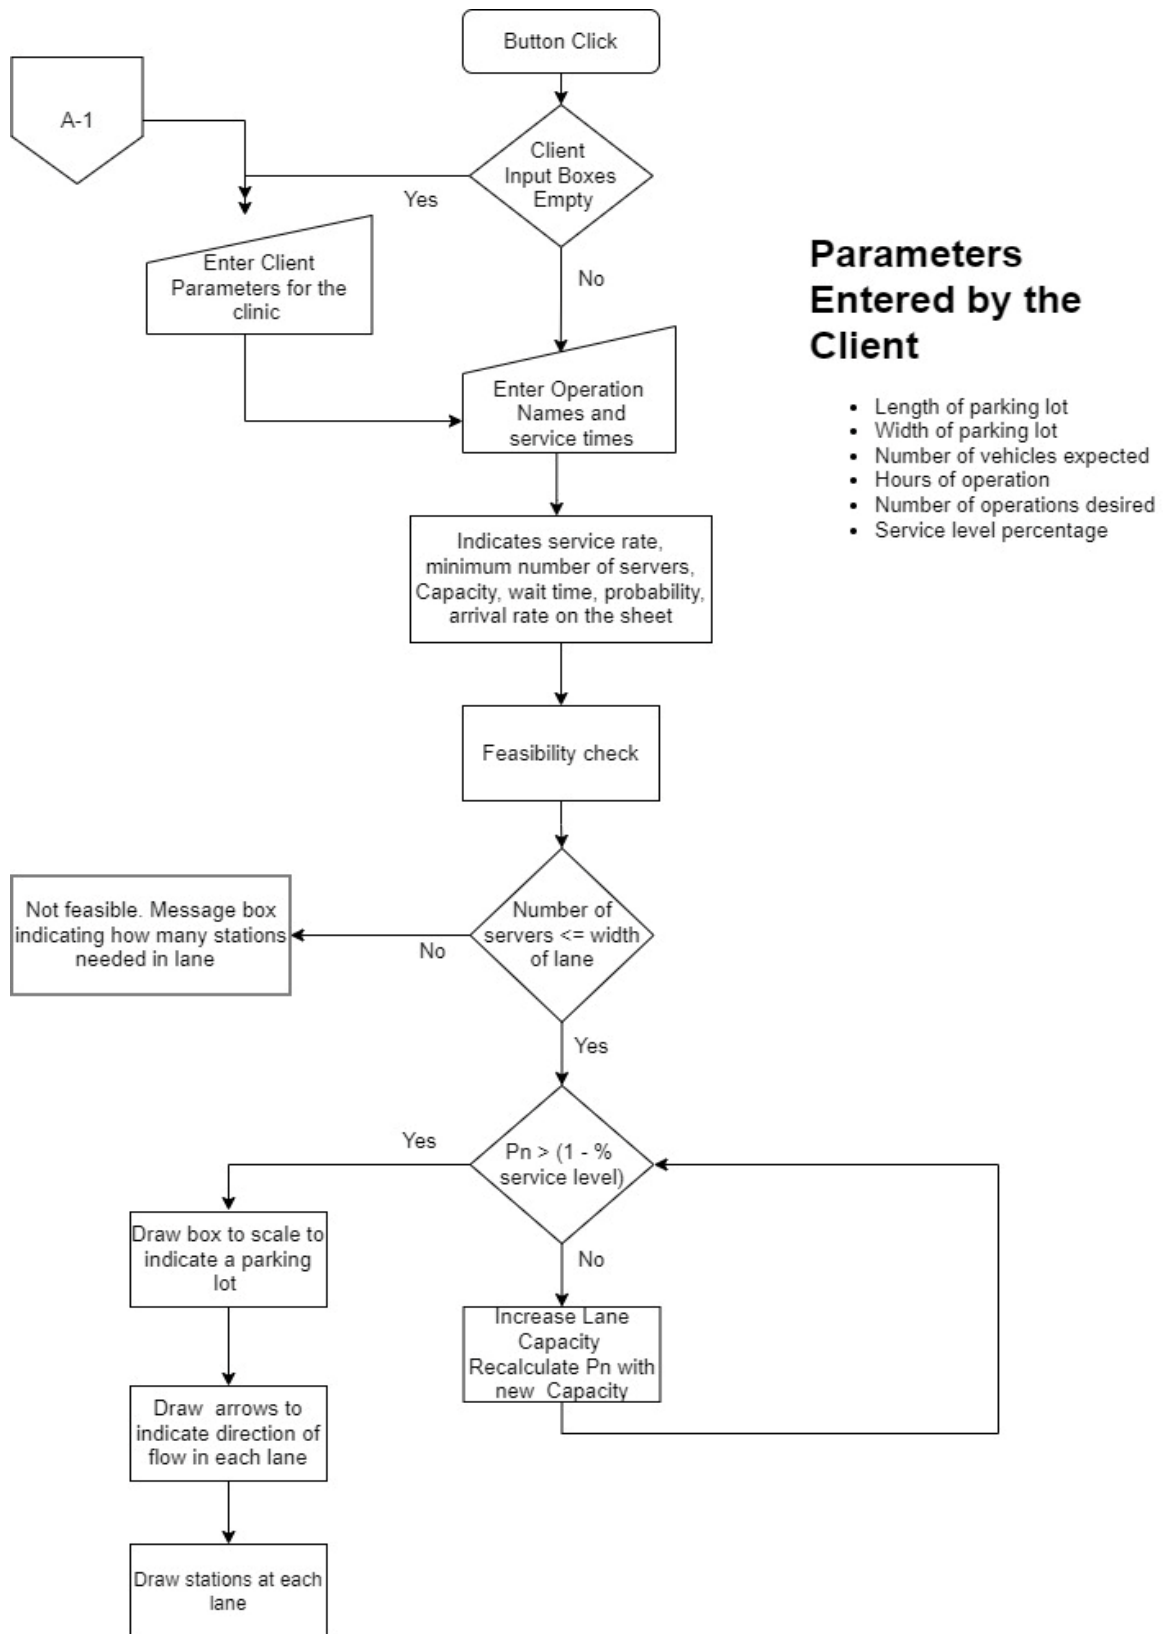 Button Click
A-1
Client
Input Boxes
Empty
Yes
No
Enter Client
Parameters for the
clinic
Enter Operation
Names and
service times
Parameters
Entered by the
Client
• Length of parking lot
• Width of parking lot
• Number of vehicles expected
• Hours of operation
• Number of operations desired
• Service level percentage
Indicates service rate,
minimum number of servers,
Capacity, wait time, probability,
arrival rate on the sheet
Feasibility check
Number of
servers <= width
of lane
No
Not feasible. Message box
indicating how many stations
needed in lane
Yes
Pn > (1 - %
service level)
Yes
No
Increase Lane
Capacity
Recalculate Pn with
new Capacity
Draw box to scale to
indicate a parking
lot
Draw arrows to
indicate direction of
flow in each lane
Draw stations at each
lane